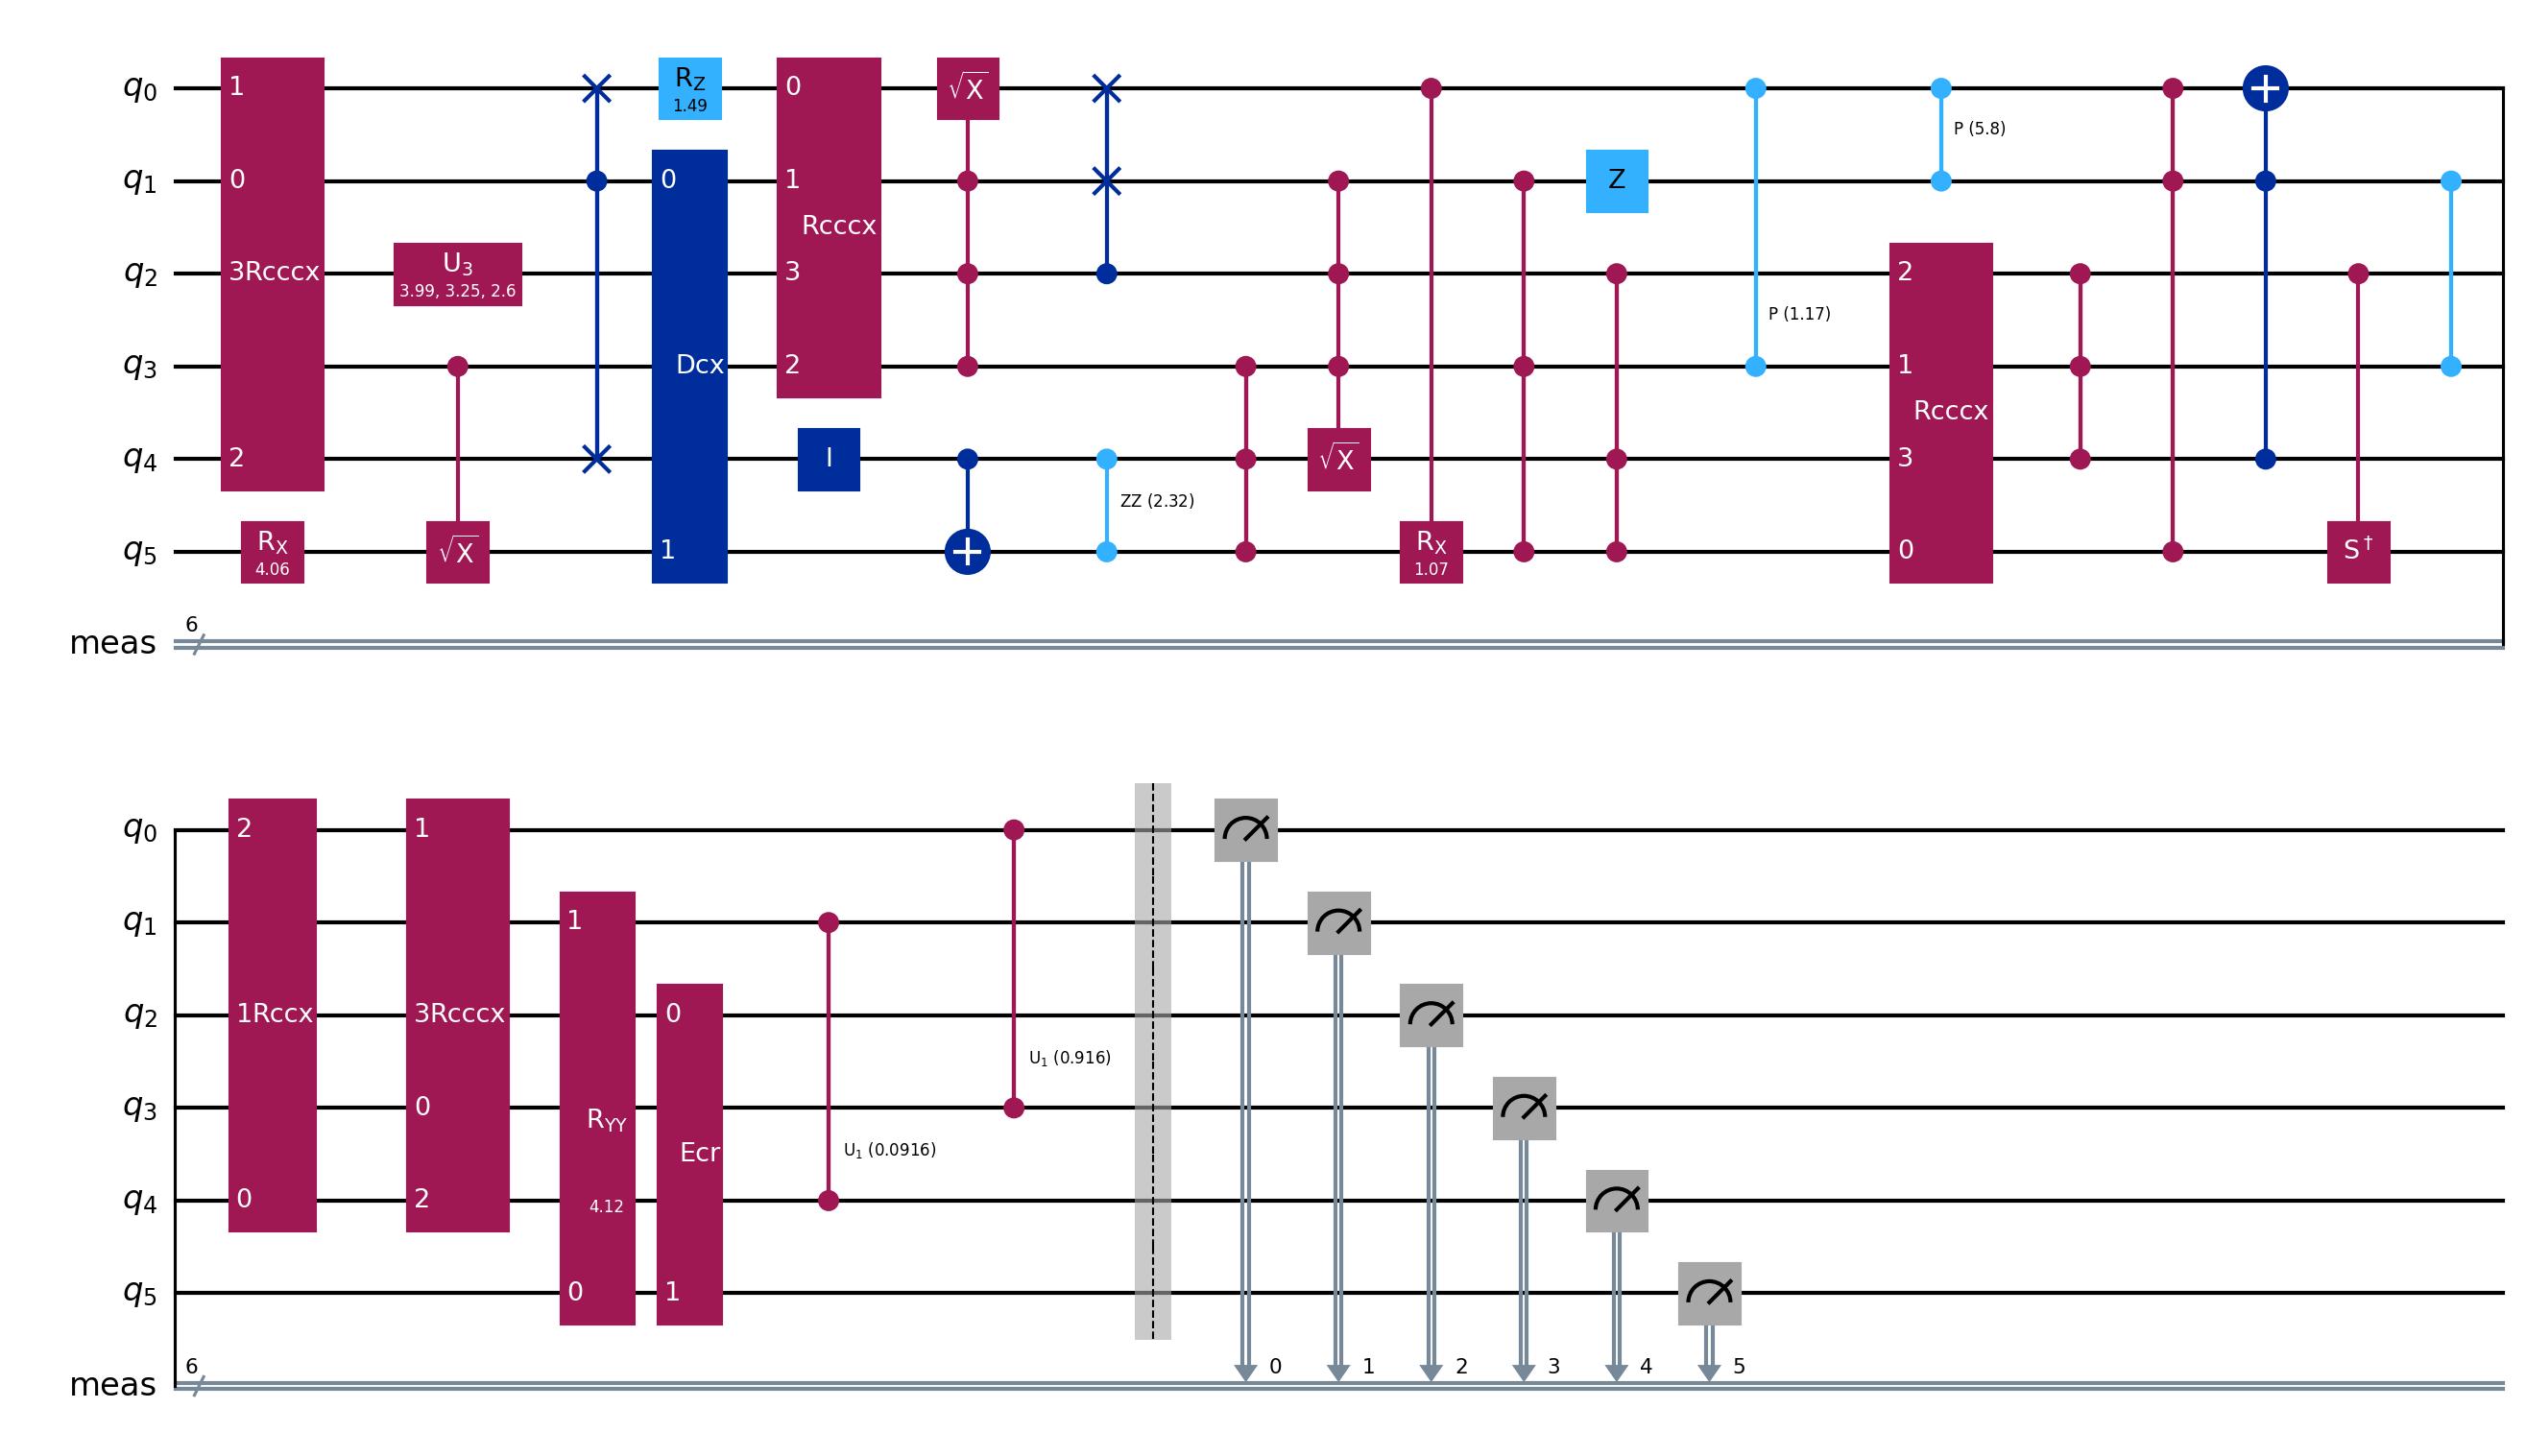 q0 1 RZ 1.49 0 √X
q1 0 0 1 Rcccx Z P (5.8)
q2 3Rcccx U3 3.99, 3.25, 2.6 3 P (1.17) 2
q3 Dcx 2 1 Rcccx
q4 2 I ZZ (2.32) √X 3
q5 RX 4.06 √X 1 RX 1.07 0 S†
meas 6
q0 2 1
q1 1
q2 1Rccx 3Rcccx 0 U1 (0.916)
q3 0 RYY Ecr U1 (0.0916)
q4 0 2 4.12
q5 0 1
meas 6 0 1 2 3 4 5